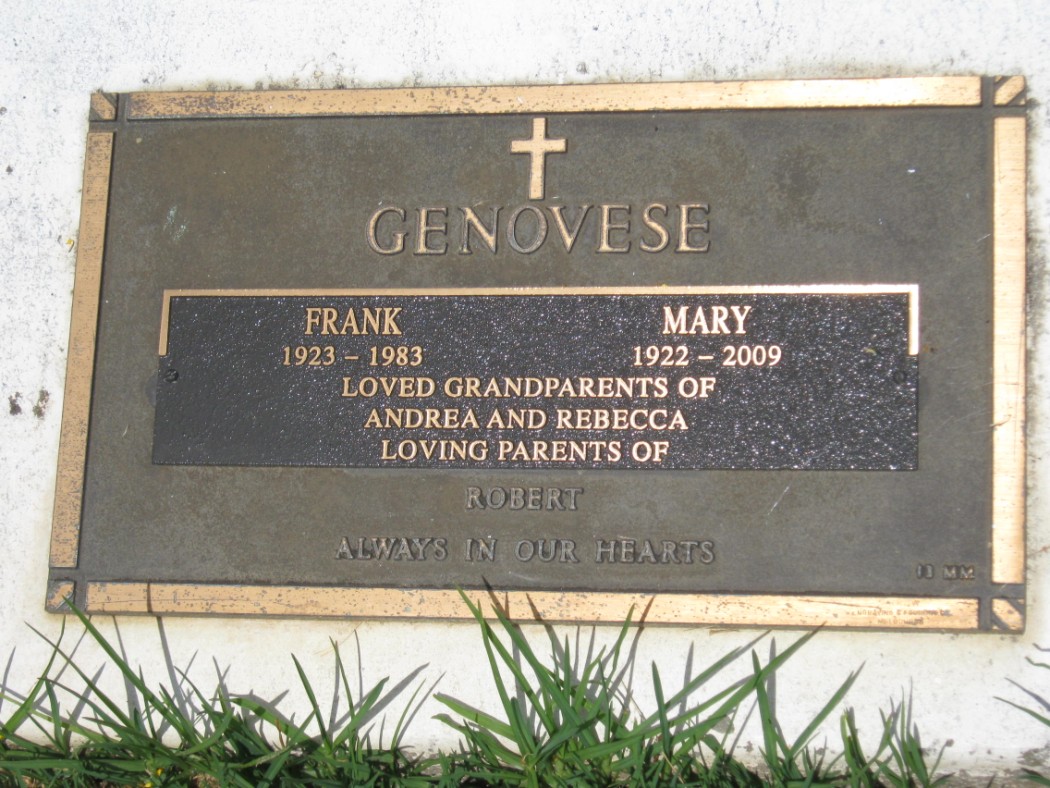 GENOVESE
FRANK MARY
1923 – 1983 1922 – 2009
LOVED GRANDPARENTS OF
ANDREA AND REBECCA
LOVING PARENTS OF
ROBERT
ALWAYS IN OUR HEARTS